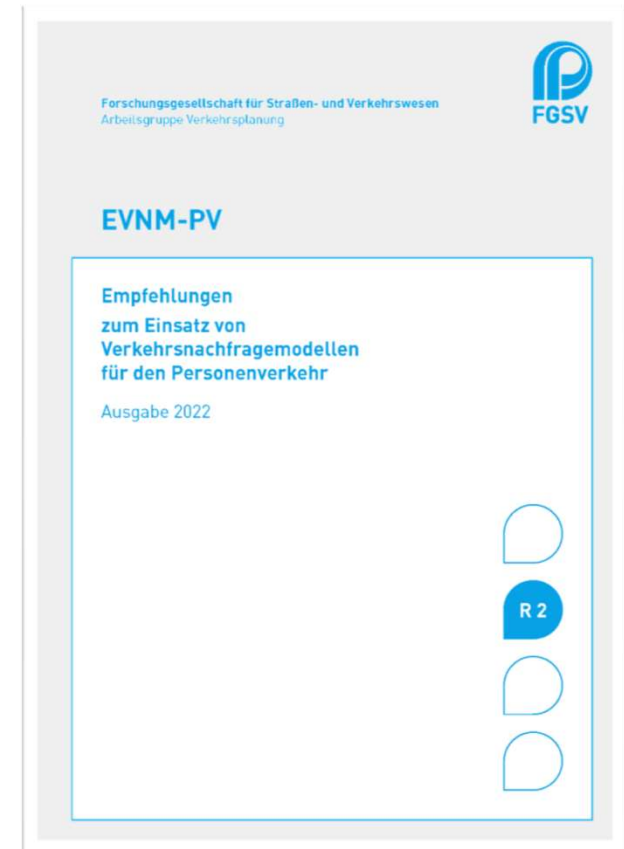 Forschungsgesellschaft für Straßen- und Verkehrswesen
Arbeitsgruppe Verkehrsplanung
FGSV
EVNM-PV
Empfehlungen
zum Einsatz von
Verkehrsnachfragemodellen
für den Personenverkehr
Ausgabe 2022
R 2